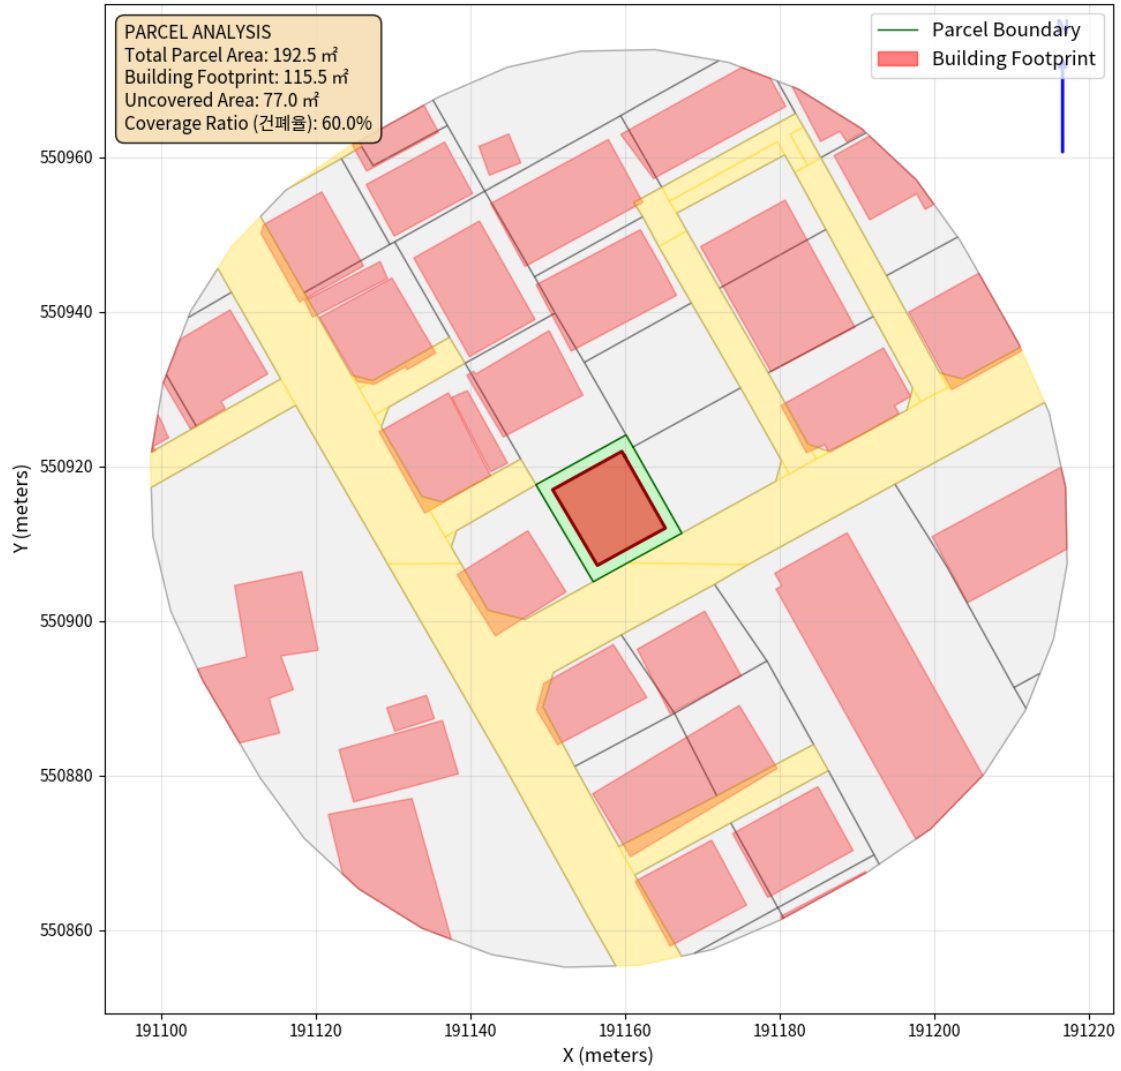 PARCEL ANALYSIS
Total Parcel Area: 192.5 ㎡
Building Footprint: 115.5 ㎡
Uncovered Area: 77.0 ㎡
Coverage Ratio (건폐율): 60.0%
N
Parcel Boundary
Building Footprint
550960
550940
550920
550900
550880
550860
Y (meters)
191100 191120 191140 191160 191180 191200 191220
X (meters)